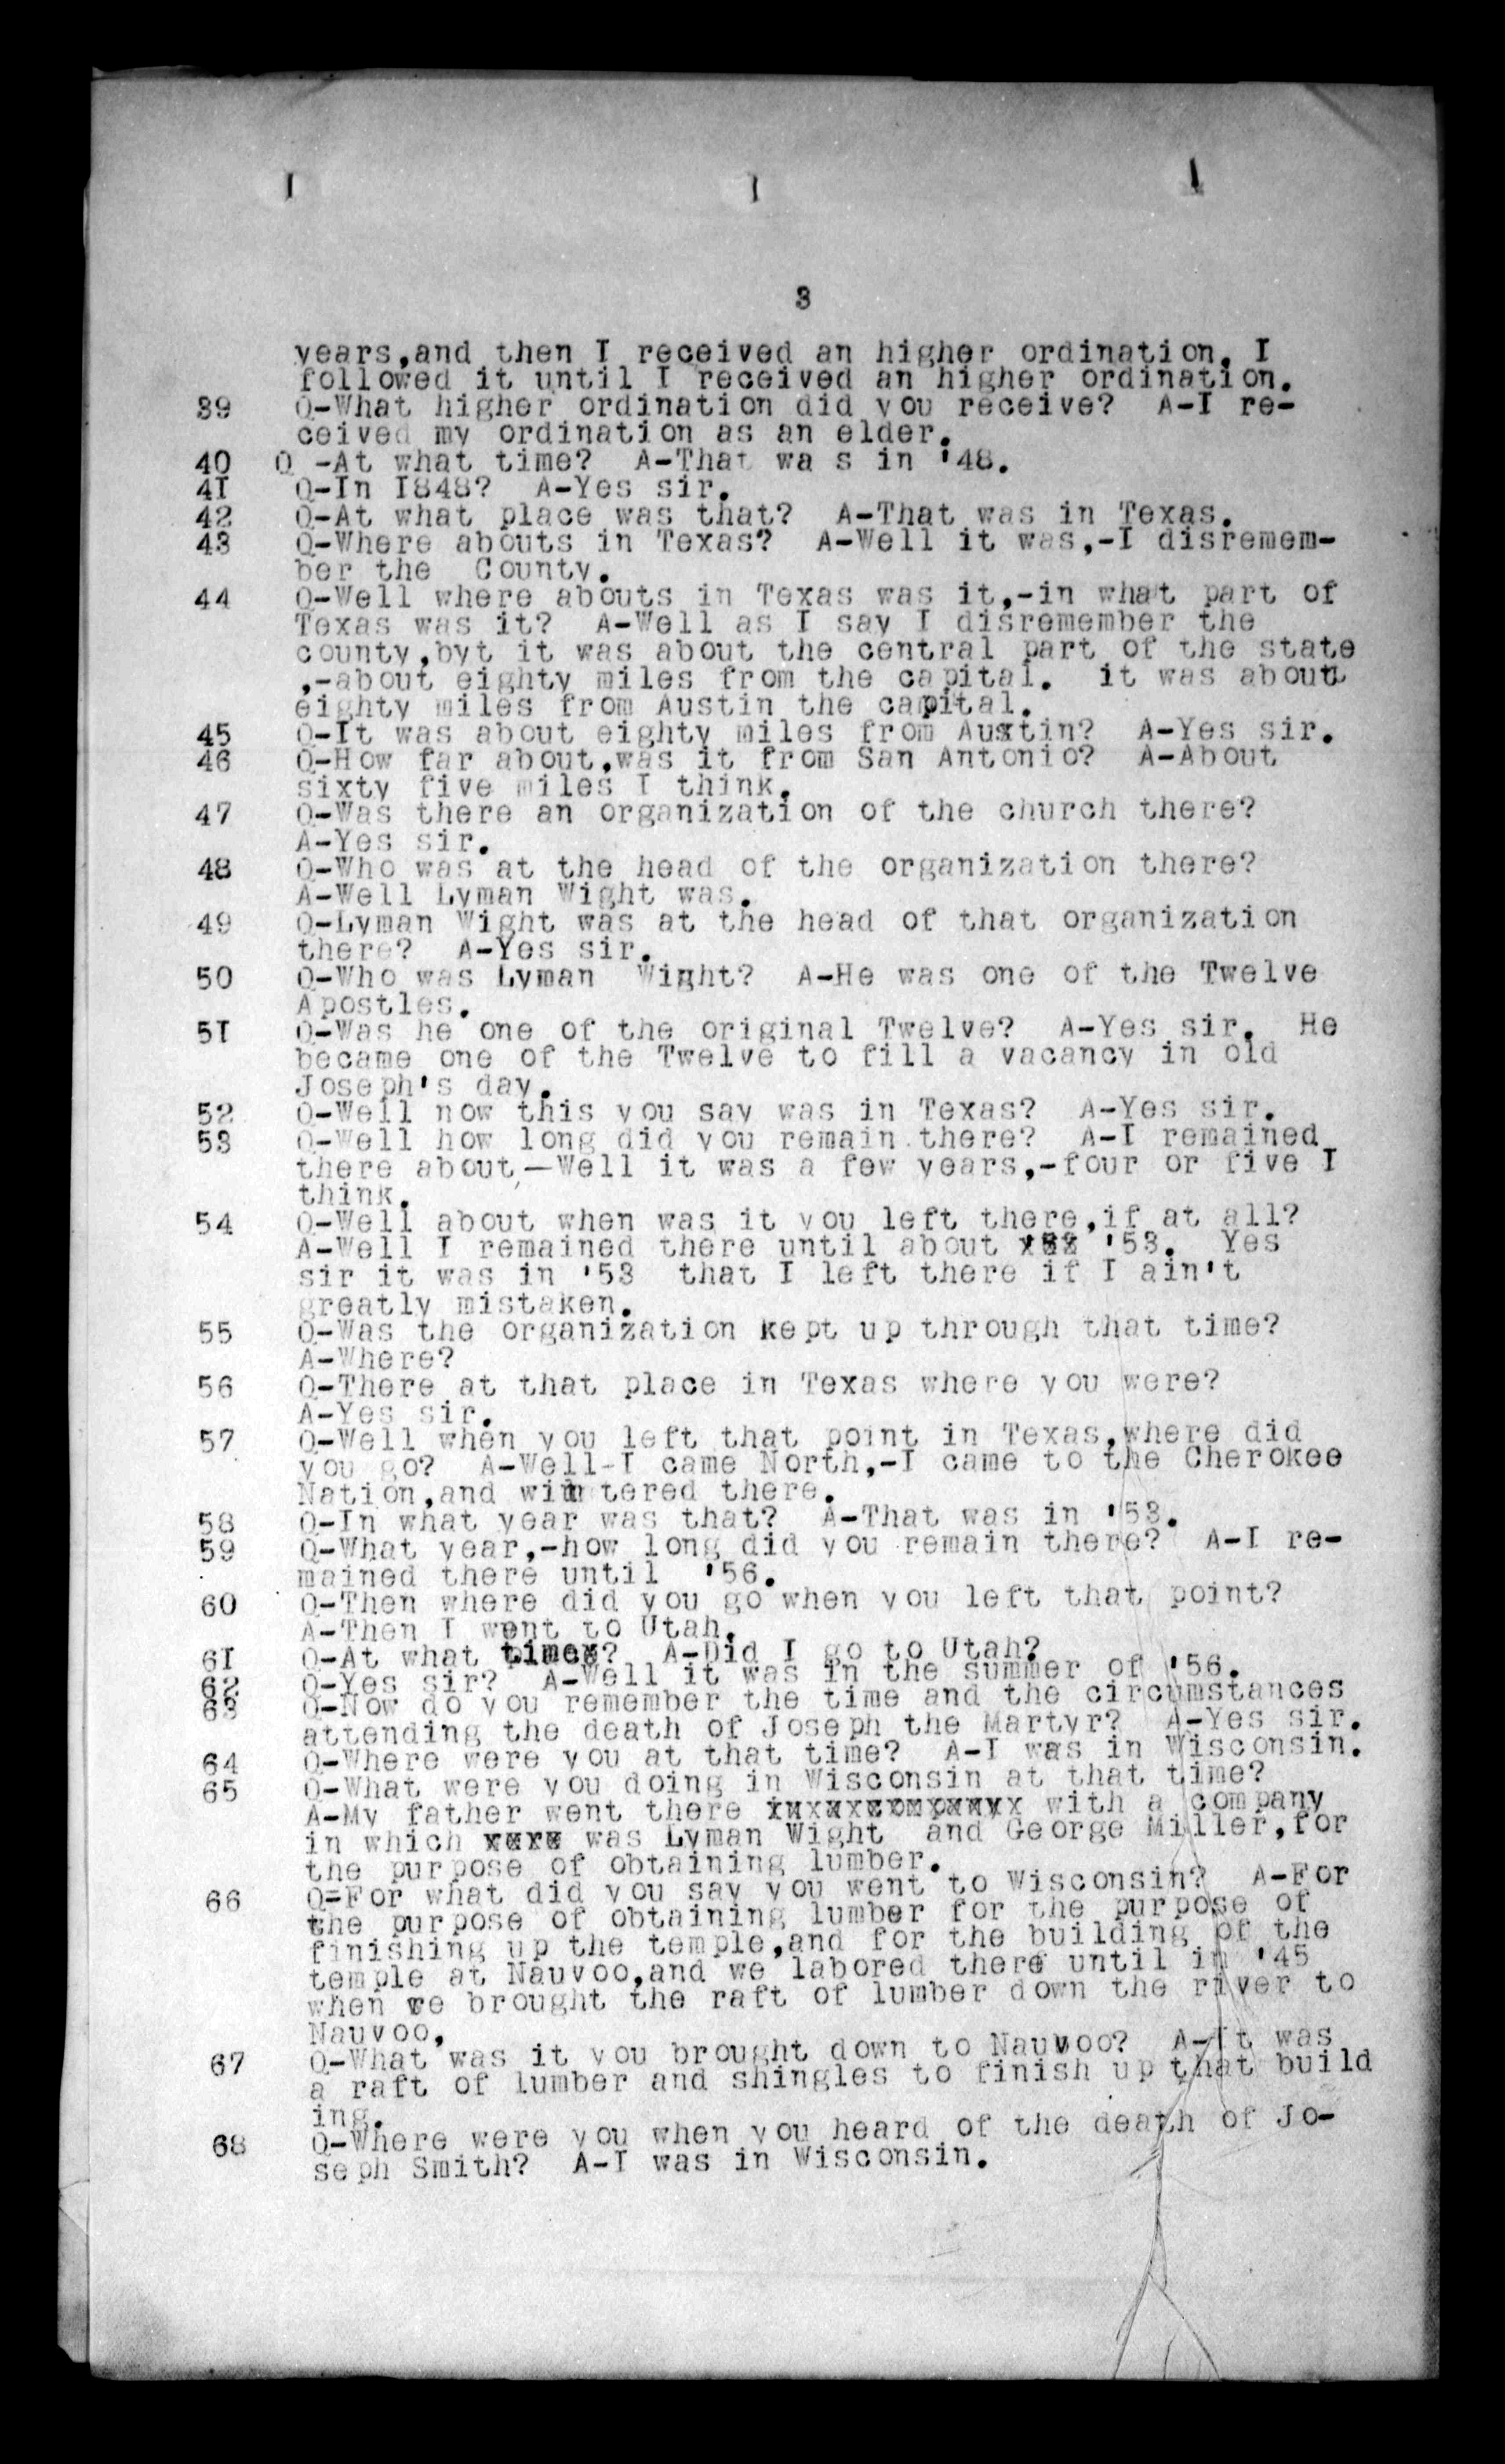 3
years,and then I received an higher ordination. I
followed it until I received an higher ordination.
39 Q-What higher ordination did you receive? A-I re-
ceived my ordination as an elder.
40 Q -At what time? A-That wa s in '48.
41 Q-In I848? A-Yes sir.
42 Q-At what place was that? A-That was in Texas.
43 Q-Where abouts in Texas? A-Well it was,-I disremem-
ber the County.
44 Q-Well where abouts in Texas was it,-in what part of
Texas was it? A-Well as I say I disremember the
county,byt it was about the central part of the state
,-about eighty miles from the capital. it was about
eighty miles from Austin the capital.
45 Q-It was about eighty miles from Austin? A-Yes sir.
46 Q-How far about,was it from San Antonio? A-About
sixty five miles I think.
47 Q-Was there an organization of the church there?
A-Yes sir.
48 Q-Who was at the head of the organization there?
A-Well Lyman Wight was.
49 Q-Lyman Wight was at the head of that organization
there? A-Yes sir.
50 Q-Who was Lyman Wight? A-He was one of the Twelve
Apostles.
51 Q-Was he one of the original Twelve? A-Yes sir. He
became one of the Twelve to fill a vacancy in old
Joseph's day.
52 Q-Well now this you say was in Texas? A-Yes sir.
53 Q-Well how long did you remain there? A-I remained
there about,—Well it was a few years,-four or five I
think.
54 Q-Well about when was it you left there,if at all?
A-Well I remained there until about '53. Yes
sir it was in '53 that I left there if I ain't
greatly mistaken.
55 Q-Was the organization kept up through that time?
A-Where?
56 Q-There at that place in Texas where you were?
A-Yes sir.
57 Q-Well when you left that point in Texas,where did
you go? A-Well-I came North,-I came to the Cherokee
Nation,and wintered there.
58 Q-In what year was that? A-That was in '53.
59 Q-What year,-how long did you remain there? A-I re-
mained there until '56.
60 Q-Then where did you go when you left that point?
A-Then I went to Utah.
61 Q-At what time? A-Did I go to Utah?
62 Q-Yes sir? A-Well it was in the summer of '56.
63 Q-Now do you remember the time and the circumstances
attending the death of Joseph the Martyr? A-Yes sir.
64 Q-Where were you at that time? A-I was in Wisconsin.
65 Q-What were you doing in Wisconsin at that time?
A-My father went there with a company
in which was Lyman Wight and George Miller,for
the purpose of obtaining lumber.
66 Q=For what did you say you went to Wisconsin? A-For
the purpose of obtaining lumber for the purpose of
finishing up the temple,and for the building of the
temple at Nauvoo,and we labored there until in '45
when we brought the raft of lumber down the river to
Nauvoo.
67 Q-What was it you brought down to Nauvoo? A-It was
a raft of lumber and shingles to finish up that build
ing.
68 Q-Where were you when you heard of the death of Jo-
seph Smith? A-I was in Wisconsin.